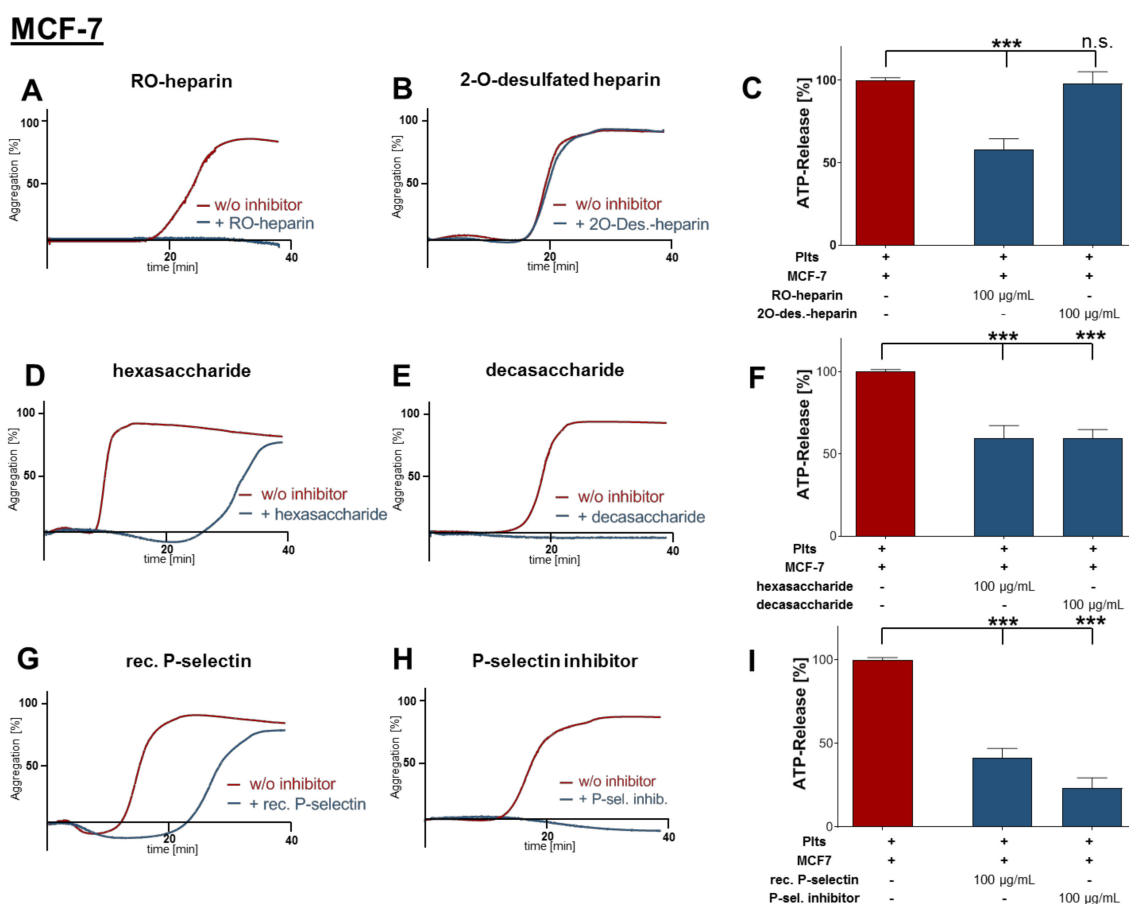 MCF-7
A
RO-heparin
Aggregation [%]
100
50
w/o inhibitor
+ RO-heparin
20
40
time [min]
B
2-O-desulfated heparin
Aggregation [%]
100
50
w/o inhibitor
+ 2O-Des.-heparin
20
40
time [min]
C
*** n.s.
ATP-Release [%]
100
50
0
Plts + + +
MCF-7 + + +
RO-heparin - 100 µg/mL -
2O-des.-heparin - - 100 µg/mL
D
hexasaccharide
Aggregation [%]
100
50
w/o inhibitor
+ hexasaccharide
20
40
time [min]
E
decasaccharide
Aggregation [%]
100
50
w/o inhibitor
+ decasaccharide
20
40
time [min]
F
*** ***
ATP-Release [%]
100
50
0
Plts + + +
MCF-7 + + +
hexasaccharide - 100 µg/mL -
decasaccharide - - 100 µg/mL
G
rec. P-selectin
Aggregation [%]
100
50
w/o inhibitor
+ rec. P-selectin
20
40
time [min]
H
P-selectin inhibitor
Aggregation [%]
100
50
w/o inhibitor
+ P-sel. inhib.
20
40
time [min]
I
*** ***
ATP-Release [%]
100
50
0
Plts + + +
MCF7 + + +
rec. P-selectin - 100 µg/mL -
P-sel. inhibitor - - 100 µg/mL